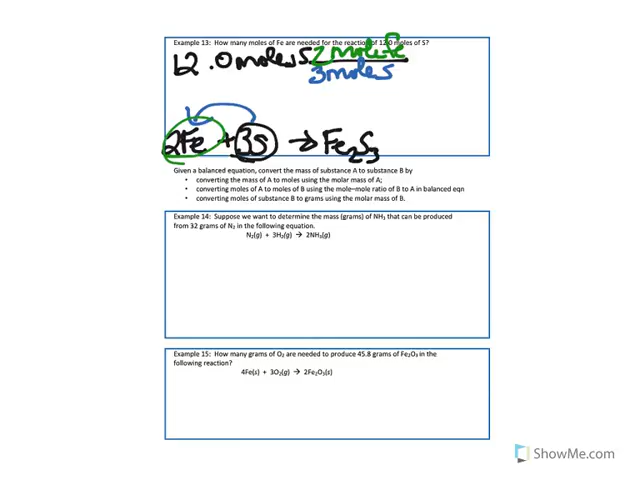 Example 13: How many moles of Fe are needed for the reaction of 12.0 moles of S?
12.0 moles S 2 mol Fe
3 moles
2Fe + 3S → Fe₂S₃
Given a balanced equation, convert the mass of substance A to substance B by
• converting the mass of A to moles using the molar mass of A;
• converting moles of A to moles of B using the mole–mole ratio of B to A in balanced eqn
• converting moles of substance B to grams using the molar mass of B.
Example 14: Suppose we want to determine the mass (grams) of NH₃ that can be produced
from 32 grams of N₂ in the following equation.
N₂(g) + 3H₂(g) → 2NH₃(g)
Example 15: How many grams of O₂ are needed to produce 45.8 grams of Fe₂O₃ in the
following reaction?
4Fe(s) + 3O₂(g) → 2Fe₂O₃(s)
ShowMe.com